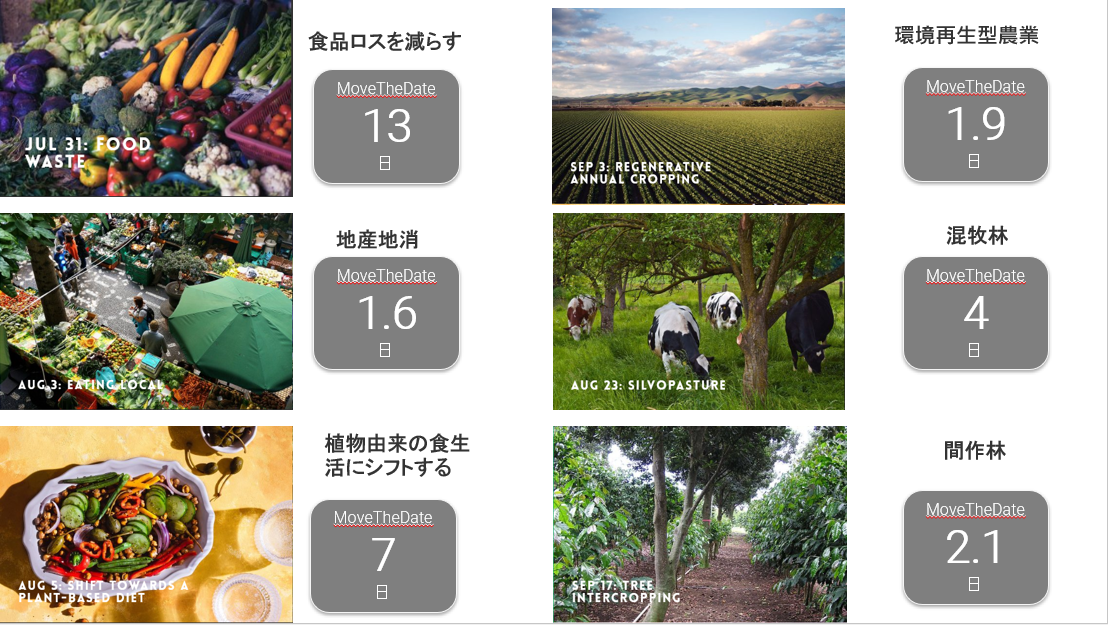 食品ロスを減らす
MoveTheDate
13
日
JUL 31: FOOD
WASTE
環境再生型農業
MoveTheDate
1.9
日
SEP 3: REGENERATIVE
ANNUAL CROPPING
地産地消
MoveTheDate
1.6
日
AUG 3: EATING LOCAL
混牧林
MoveTheDate
4
日
AUG 23: SILVOPASTURE
植物由来の食生
活にシフトする
MoveTheDate
7
日
AUG 5: SHIFT TOWARDS A
PLANT-BASED DIET
間作林
MoveTheDate
2.1
日
SEP 17: TREE
INTERCROPPING